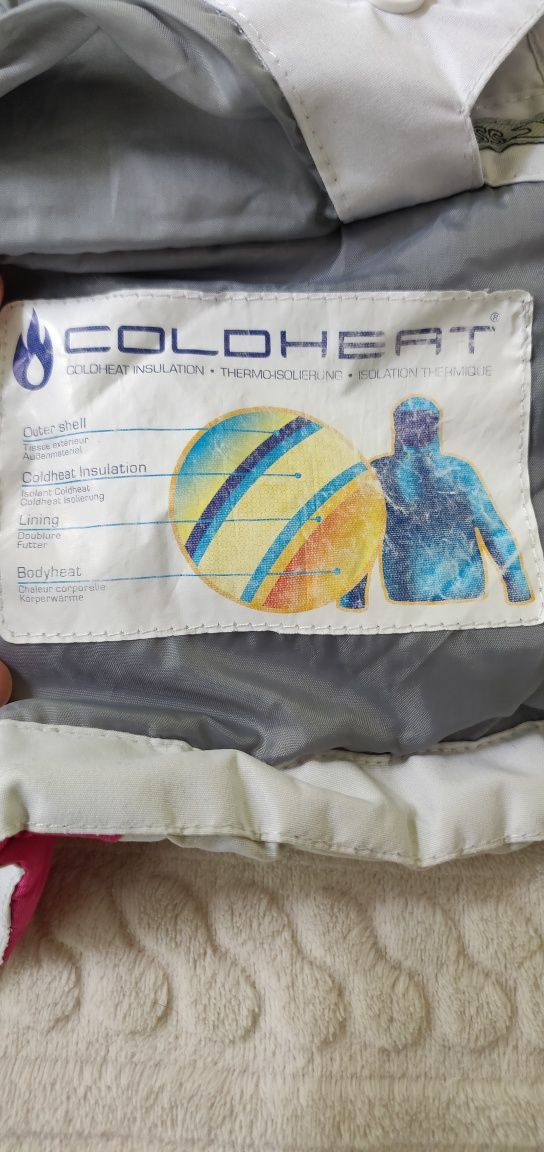 COLDHEAT®
COLDHEAT INSULATION • THERMO-ISOLIERUNG • ISOLATION THERMIQUE
Outer shell
Tissue extérieur
Außenmaterial
Coldheat Insulation
Isolant Coldheat
Coldheat Isolierung
Lining
Doublure
Futter
Bodyheat
Chaleur corporelle
Körperwärme